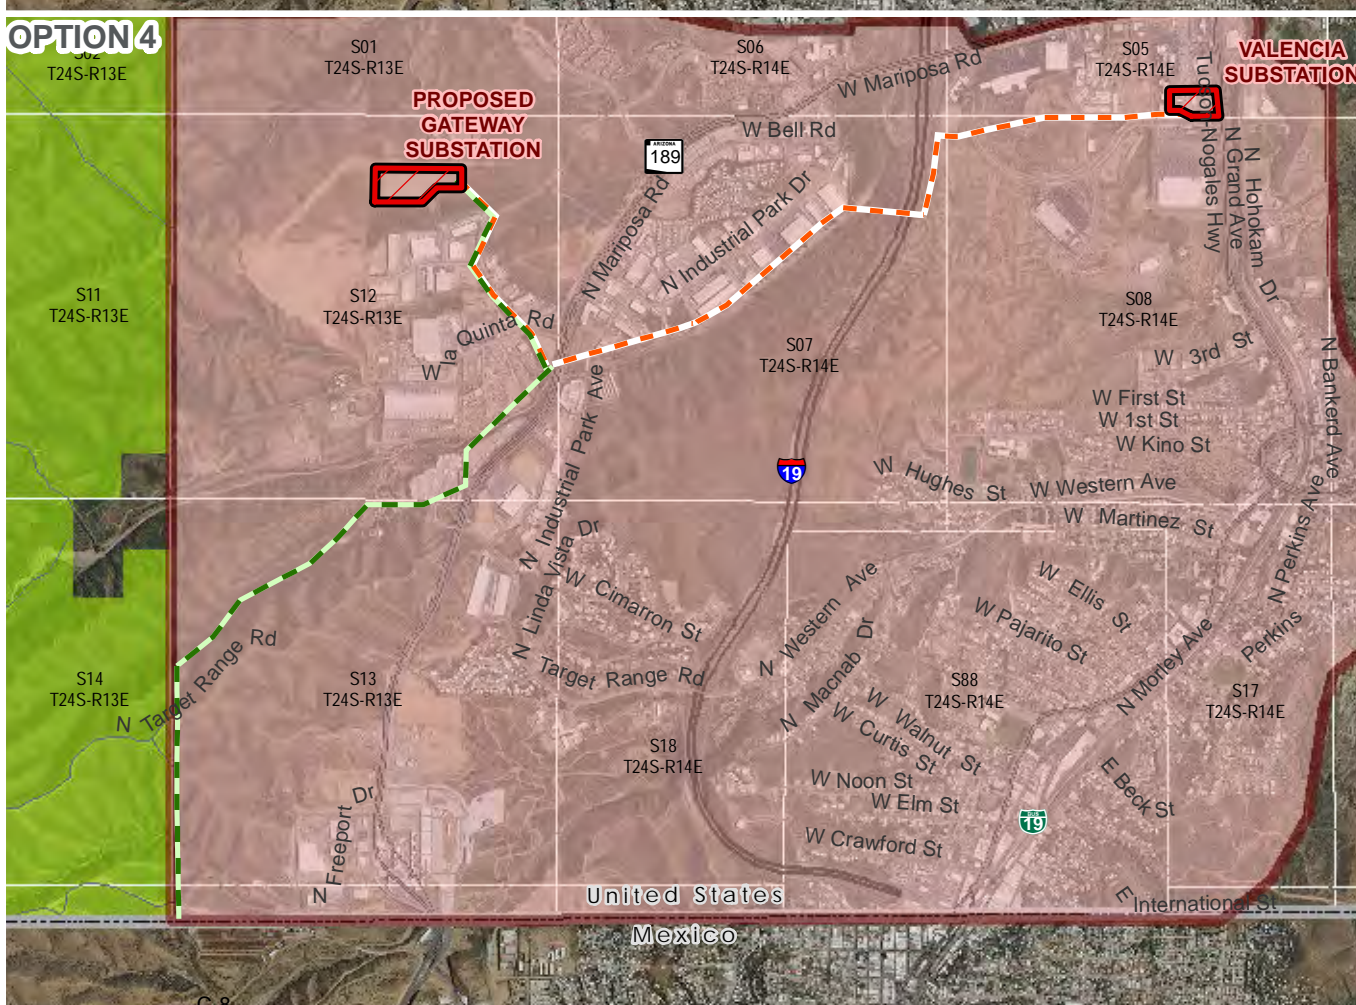 OPTION 4
S02
T24S-R13E
S01
T24S-R13E
S06
T24S-R14E
S05
T24S-R14E
VALENCIA
SUBSTATION
PROPOSED
GATEWAY
SUBSTATION
W Mariposa Rd
W Bell Rd
ARIZONA
189
N Mariposa Rd
N Industrial Park Dr
Tucson-Nogales Hwy
N Grand Ave
N Hohokam Dr
S11
T24S-R13E
S12
T24S-R13E
W la Quinta Rd
S07
T24S-R14E
S08
T24S-R14E
W 3rd St
N Bankerd Ave
W First St
W 1st St
W Kino St
N Industrial Park Ave
19
W Hughes St
W Western Ave
W Martinez St
N Perkins Ave
N Linda Vista Dr
W Cimarron St
N Western Ave
W Ellis St
W Pajarito St
Perkins
N Target Range Rd
Target Range Rd
N Macnab Dr
N Morley Ave
S14
T24S-R13E
S13
T24S-R13E
S88
T24S-R14E
S17
T24S-R14E
W Walnut St
W Curtis St
S18
T24S-R14E
W Noon St
W Elm St
E Beck St
BUS
19
W Crawford St
N Freeport Dr
United States
E International St
Mexico